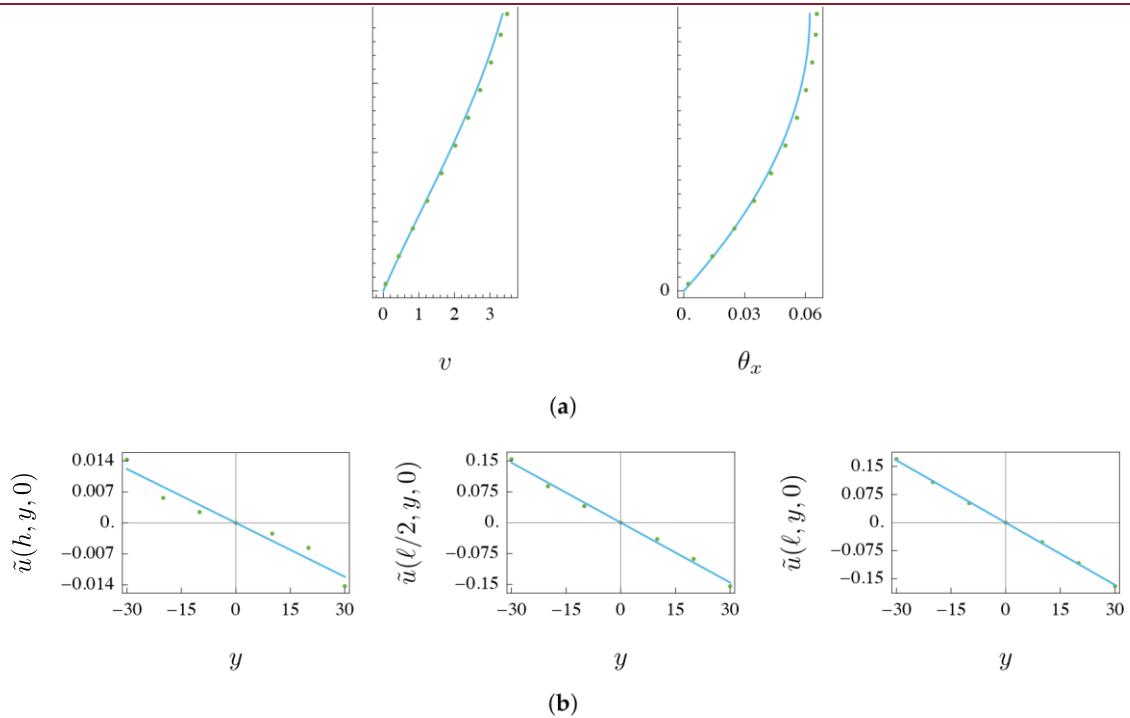 0 1 2 3
v
0
0. 0.03 0.06
θx
(a)
ũ(h, y, 0)
0.014
0.007
0.
−0.007
−0.014
−30 −15 0 15 30
y
ũ(ℓ/2, y, 0)
0.15
0.075
0.
−0.075
−0.15
−30 −15 0 15 30
y
ũ(ℓ, y, 0)
0.15
0.075
0.
−0.075
−0.15
−30 −15 0 15 30
y
(b)